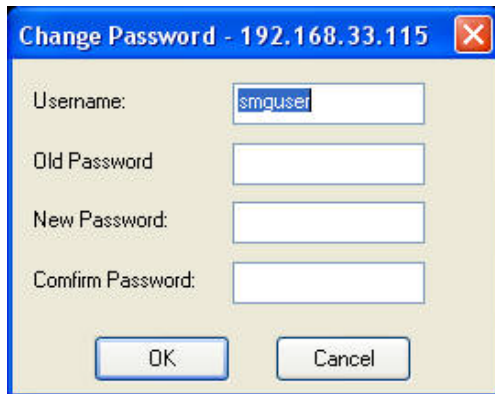 Change Password - 192.168.33.115
Username: smguser
Old Password
New Password:
Comfirm Password:
OK Cancel